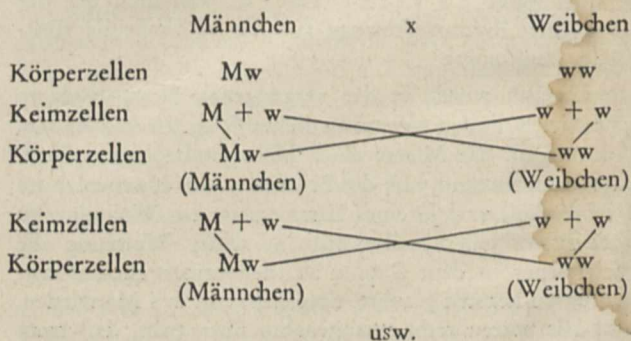 Männchen x Weibchen
Körperzellen Mw ww
Keimzellen M + w w + w
Körperzellen Mw ww
(Männchen) (Weibchen)
Keimzellen M + w w + w
Körperzellen Mw ww
(Männchen) (Weibchen)
usw.